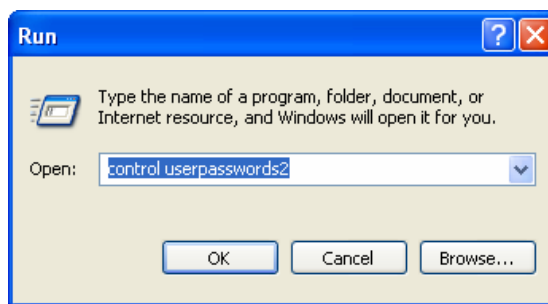 Run
Type the name of a program, folder, document, or
Internet resource, and Windows will open it for you.
Open: control userpasswords2
OK Cancel Browse...